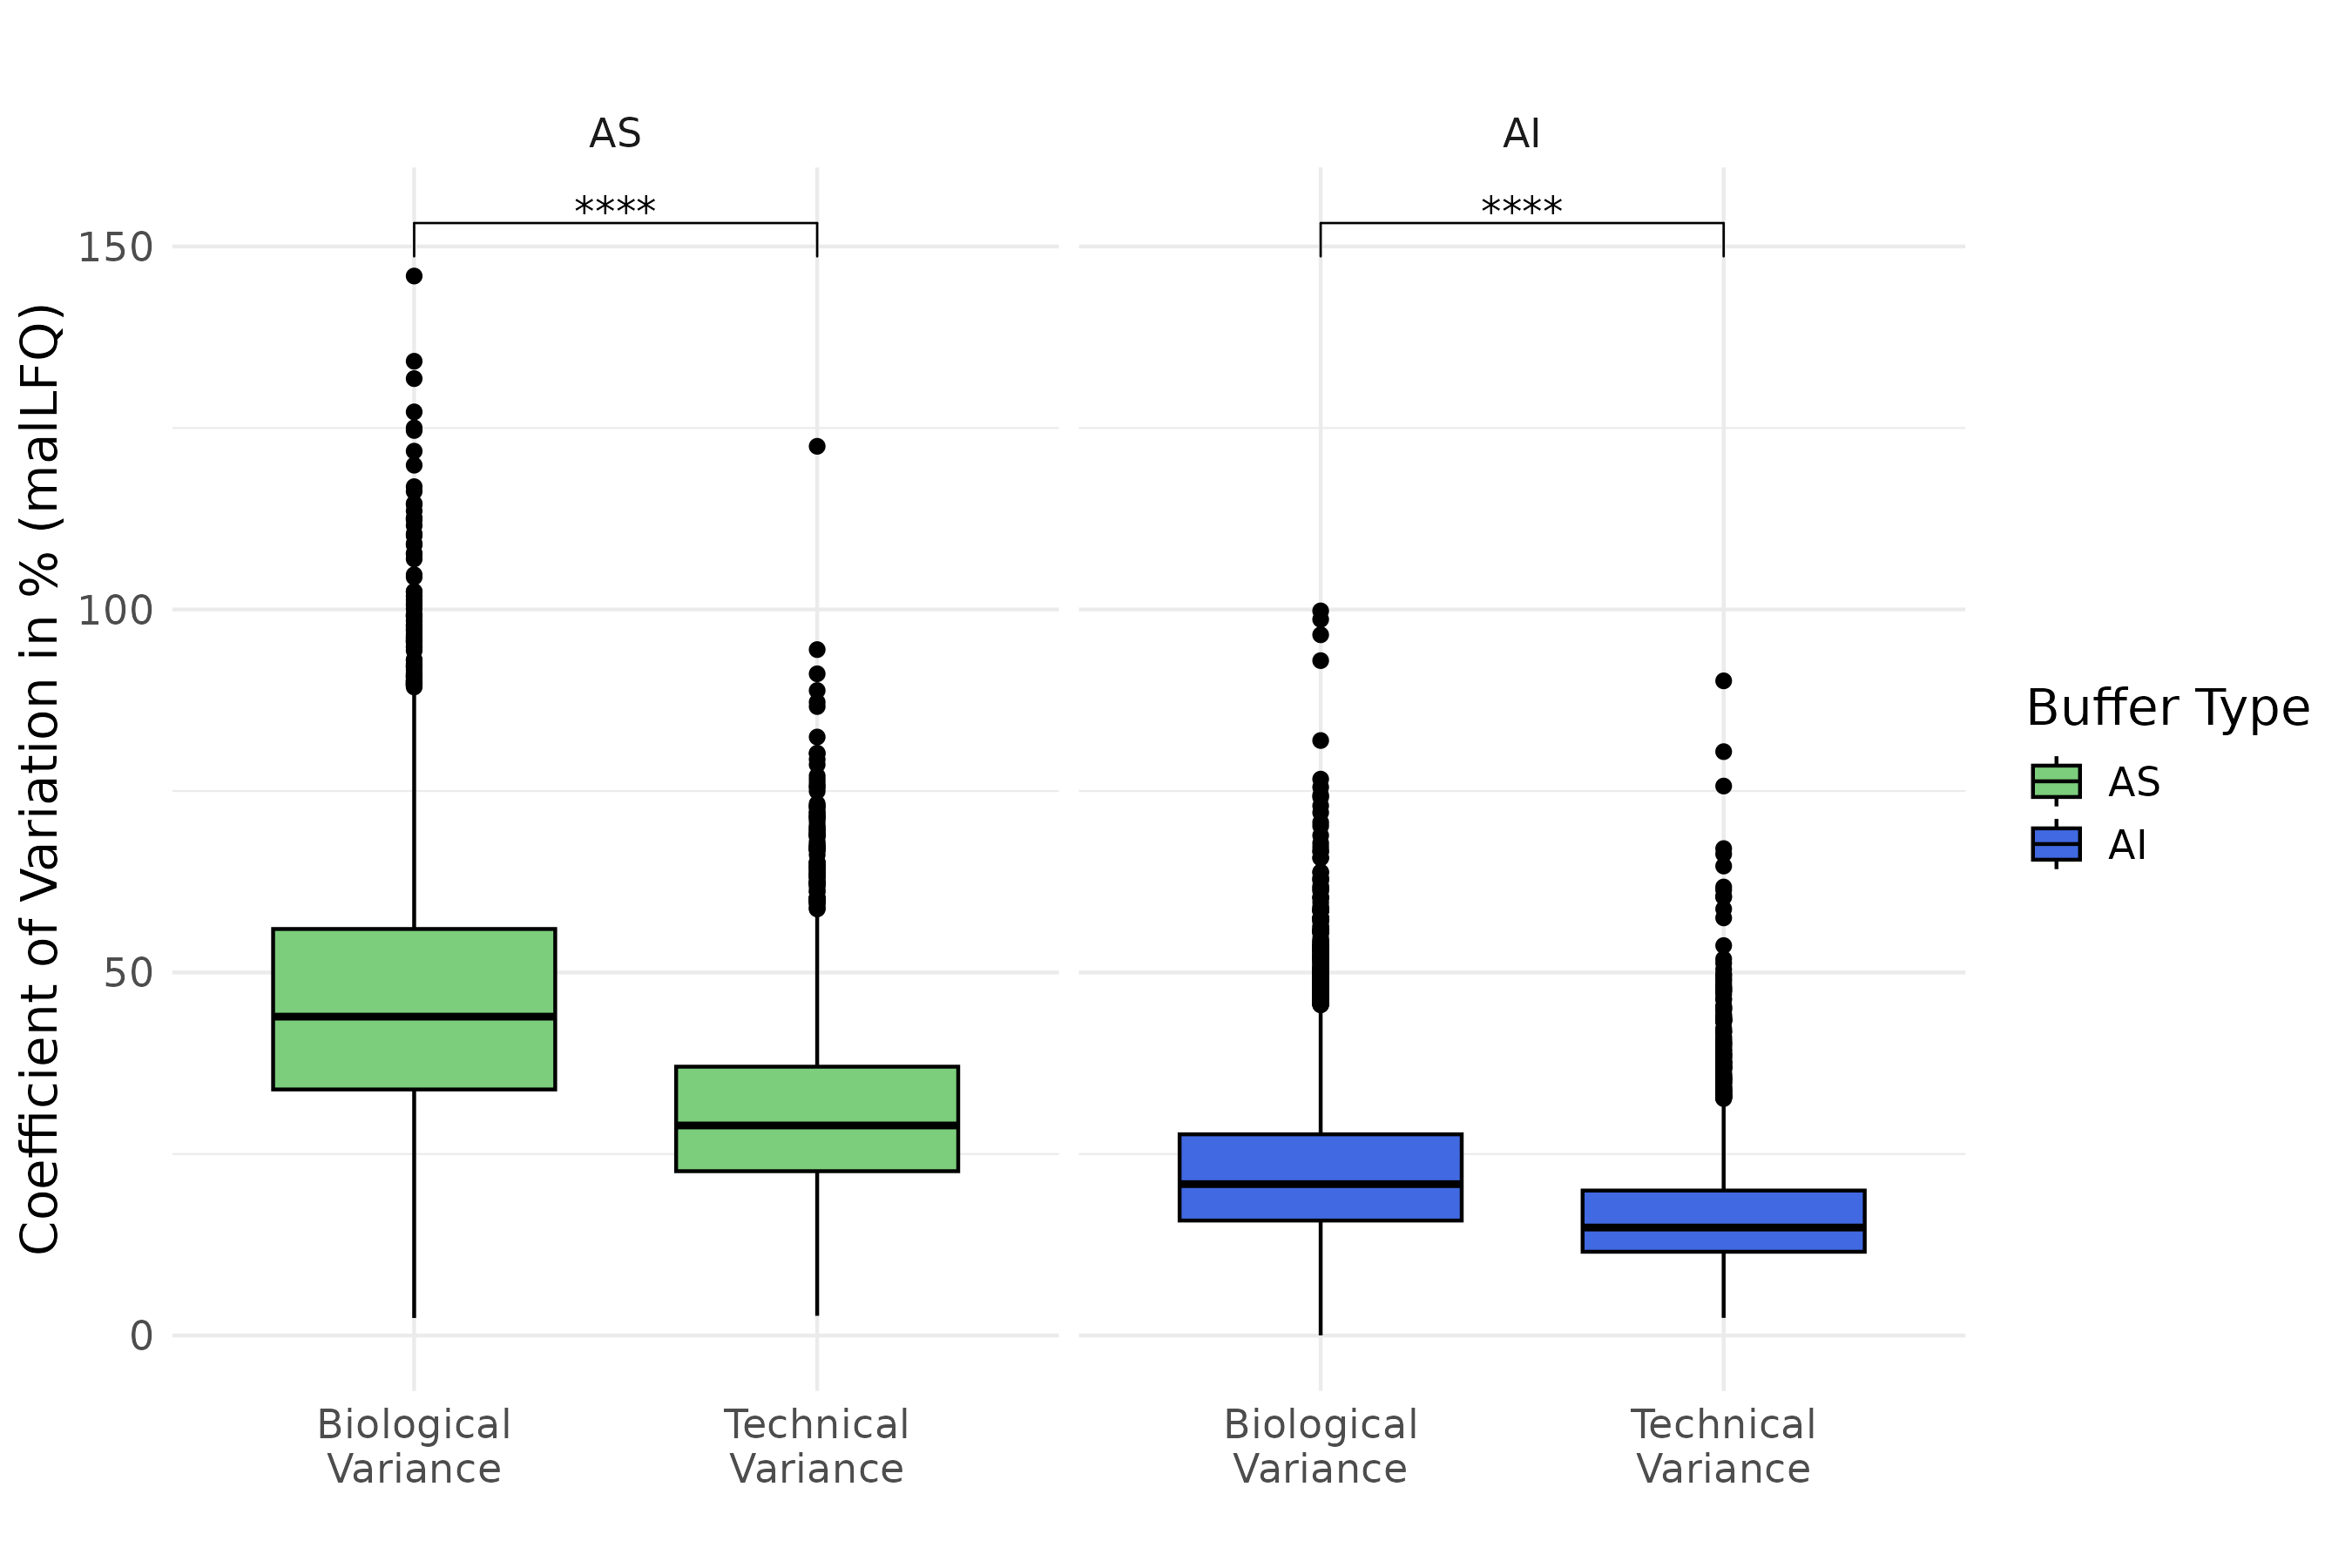 AS
AI
****
****
150
100
50
0
Coefficient of Variation in % (malLFQ)
Biological
Variance
Technical
Variance
Biological
Variance
Technical
Variance
Buffer Type
AS
AI